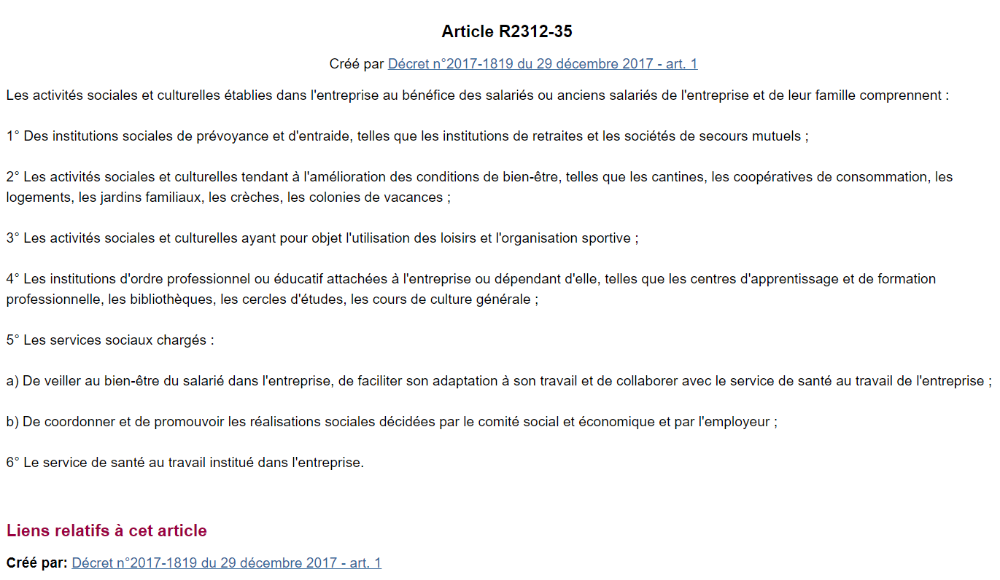 Article R2312-35
Créé par Décret n°2017-1819 du 29 décembre 2017 - art. 1
Les activités sociales et culturelles établies dans l'entreprise au bénéfice des salariés ou anciens salariés de l'entreprise et de leur famille comprennent :
1° Des institutions sociales de prévoyance et d'entraide, telles que les institutions de retraites et les sociétés de secours mutuels ;
2° Les activités sociales et culturelles tendant à l'amélioration des conditions de bien-être, telles que les cantines, les coopératives de consommation, les
logements, les jardins familiaux, les crèches, les colonies de vacances ;
3° Les activités sociales et culturelles ayant pour objet l'utilisation des loisirs et l'organisation sportive ;
4° Les institutions d'ordre professionnel ou éducatif attachées à l'entreprise ou dépendant d'elle, telles que les centres d'apprentissage et de formation
professionnelle, les bibliothèques, les cercles d'études, les cours de culture générale ;
5° Les services sociaux chargés :
a) De veiller au bien-être du salarié dans l'entreprise, de faciliter son adaptation à son travail et de collaborer avec le service de santé au travail de l'entreprise ;
b) De coordonner et de promouvoir les réalisations sociales décidées par le comité social et économique et par l'employeur ;
6° Le service de santé au travail institué dans l'entreprise.
Liens relatifs à cet article
Créé par: Décret n°2017-1819 du 29 décembre 2017 - art. 1